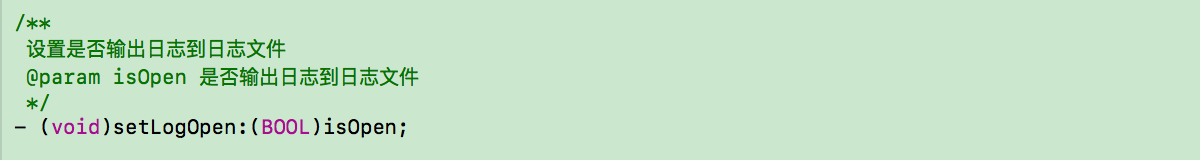 /**
设置是否输出日志到日志文件
@param isOpen 是否输出日志到日志文件
*/
- (void)setLogOpen:(BOOL)isOpen;